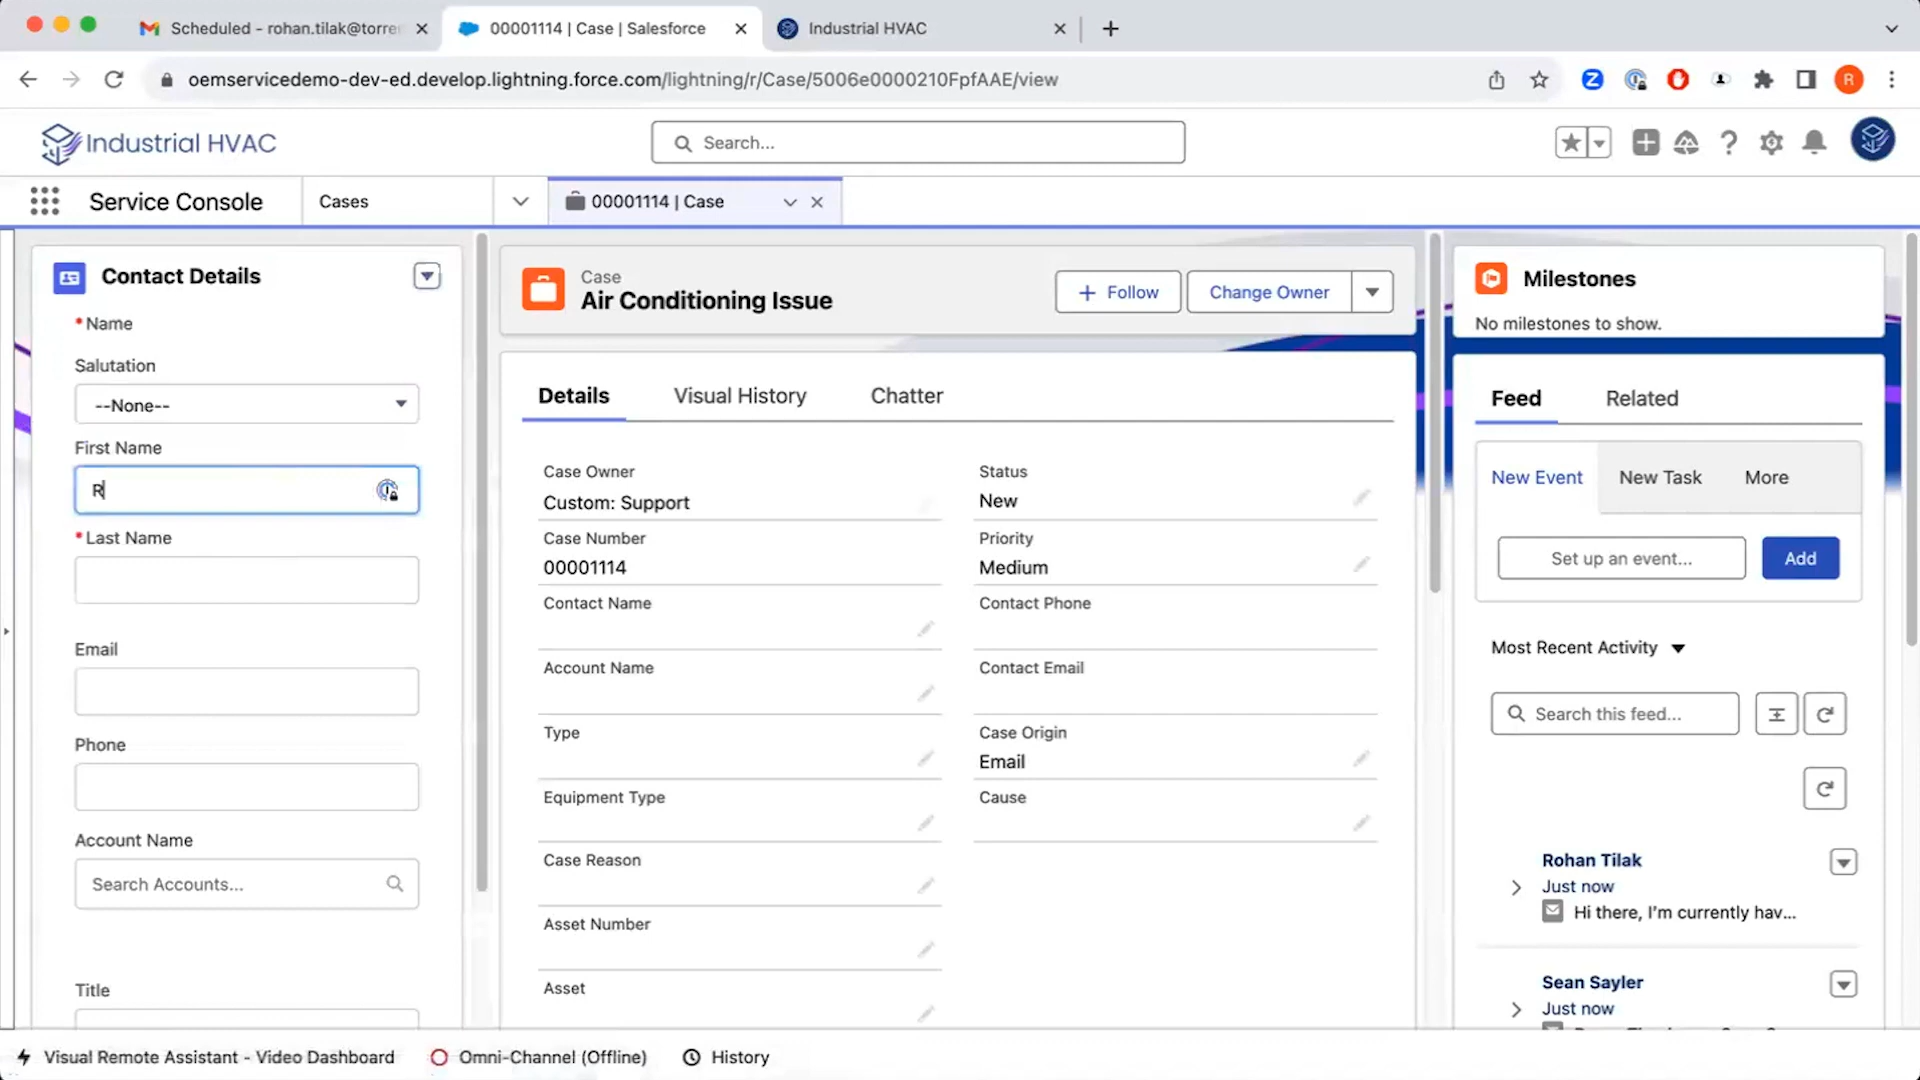 Scheduled - rohan.tilak@torre
00001114 | Case | Salesforce
Industrial HVAC
oemservicedemo-dev-ed.develop.lightning.force.com/lightning/r/Case/5006e0000210FpfAAE/view
R
Industrial HVAC
Search...
Service Console
Cases
00001114 | Case
Contact Details
*Name
Salutation
--None--
First Name
R
*Last Name
Email
Phone
Account Name
Search Accounts...
Title
Case
Air Conditioning Issue
Follow
Change Owner
Details
Visual History
Chatter
Case Owner
Custom: Support
Case Number
00001114
Contact Name
Account Name
Type
Equipment Type
Case Reason
Asset Number
Asset
Status
New
Priority
Medium
Contact Phone
Contact Email
Case Origin
Email
Cause
Milestones
No milestones to show.
Feed
Related
New Event
New Task
More
Set up an event...
Add
Most Recent Activity
Search this feed...
Rohan Tilak
Just now
Hi there, I'm currently hav...
Sean Sayler
Just now
Visual Remote Assistant - Video Dashboard
Omni-Channel (Offline)
History